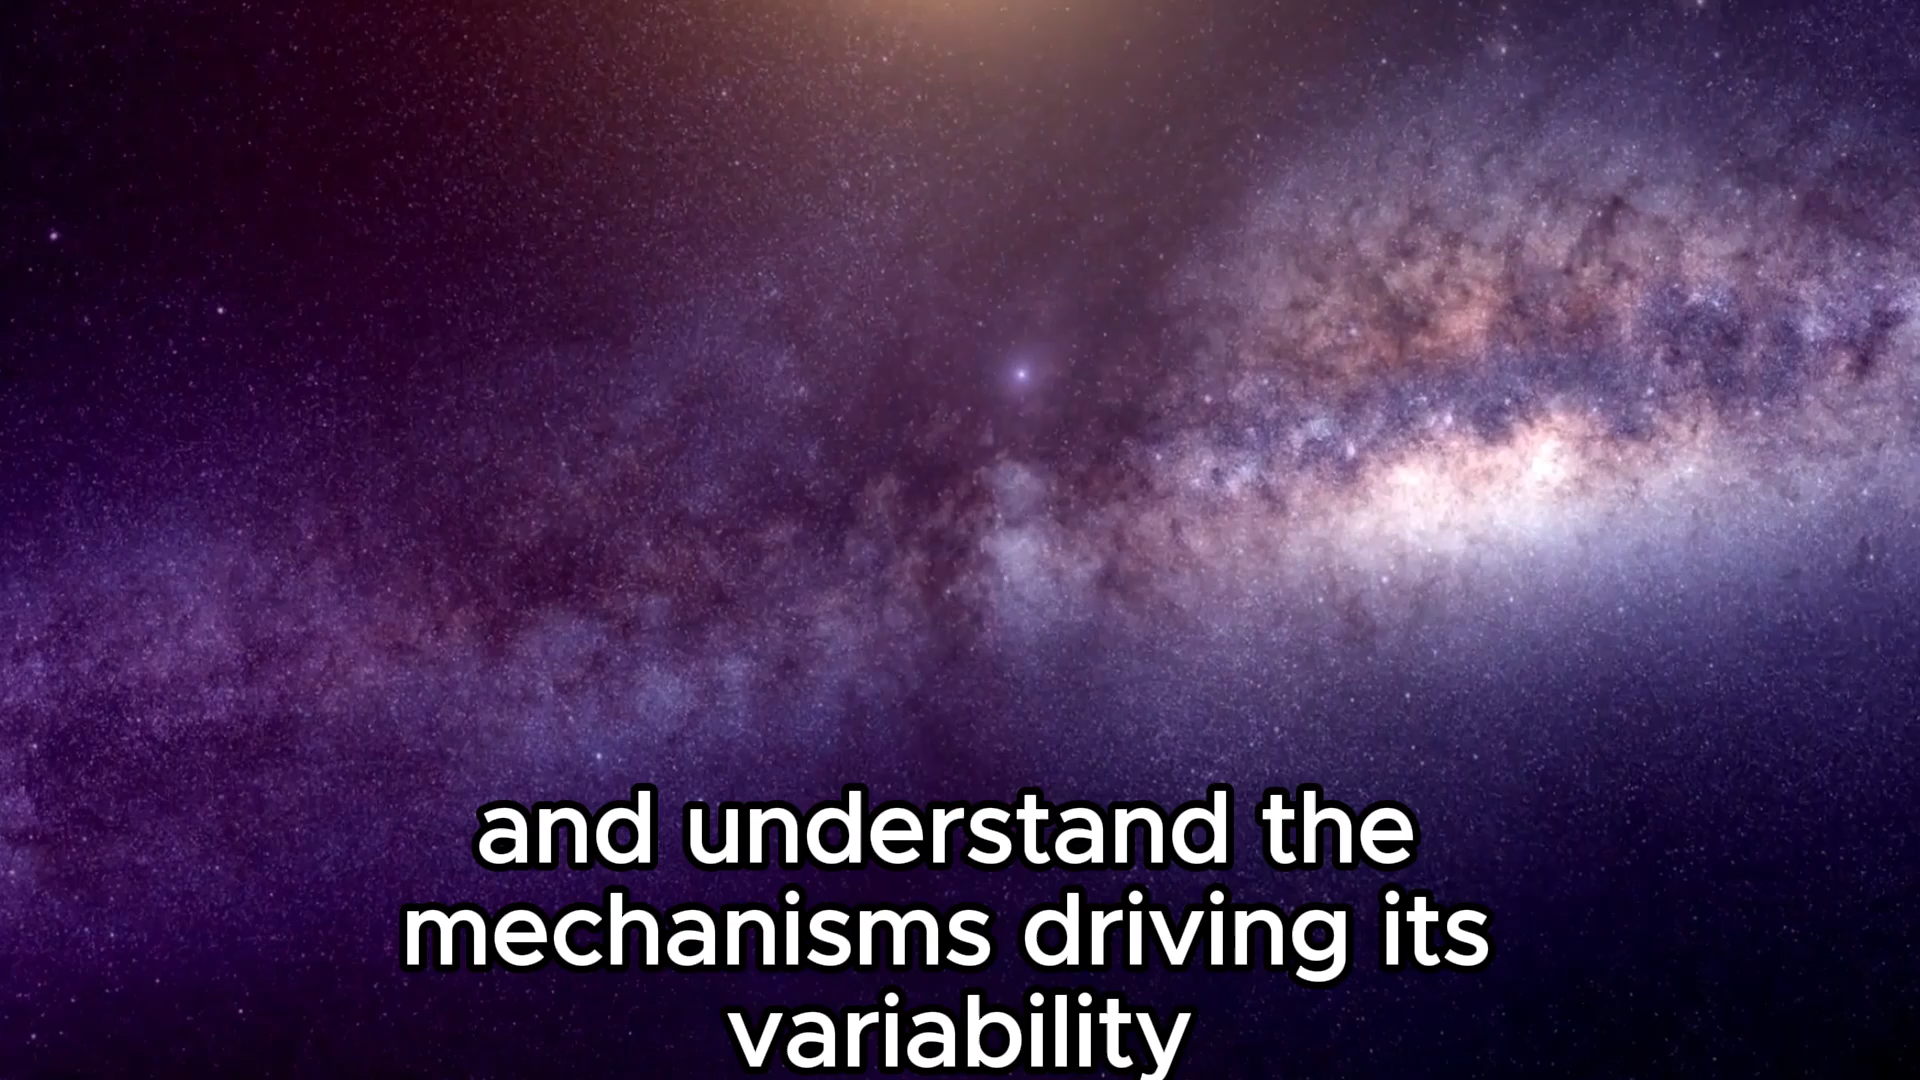 and understand the
mechanisms driving its
variability